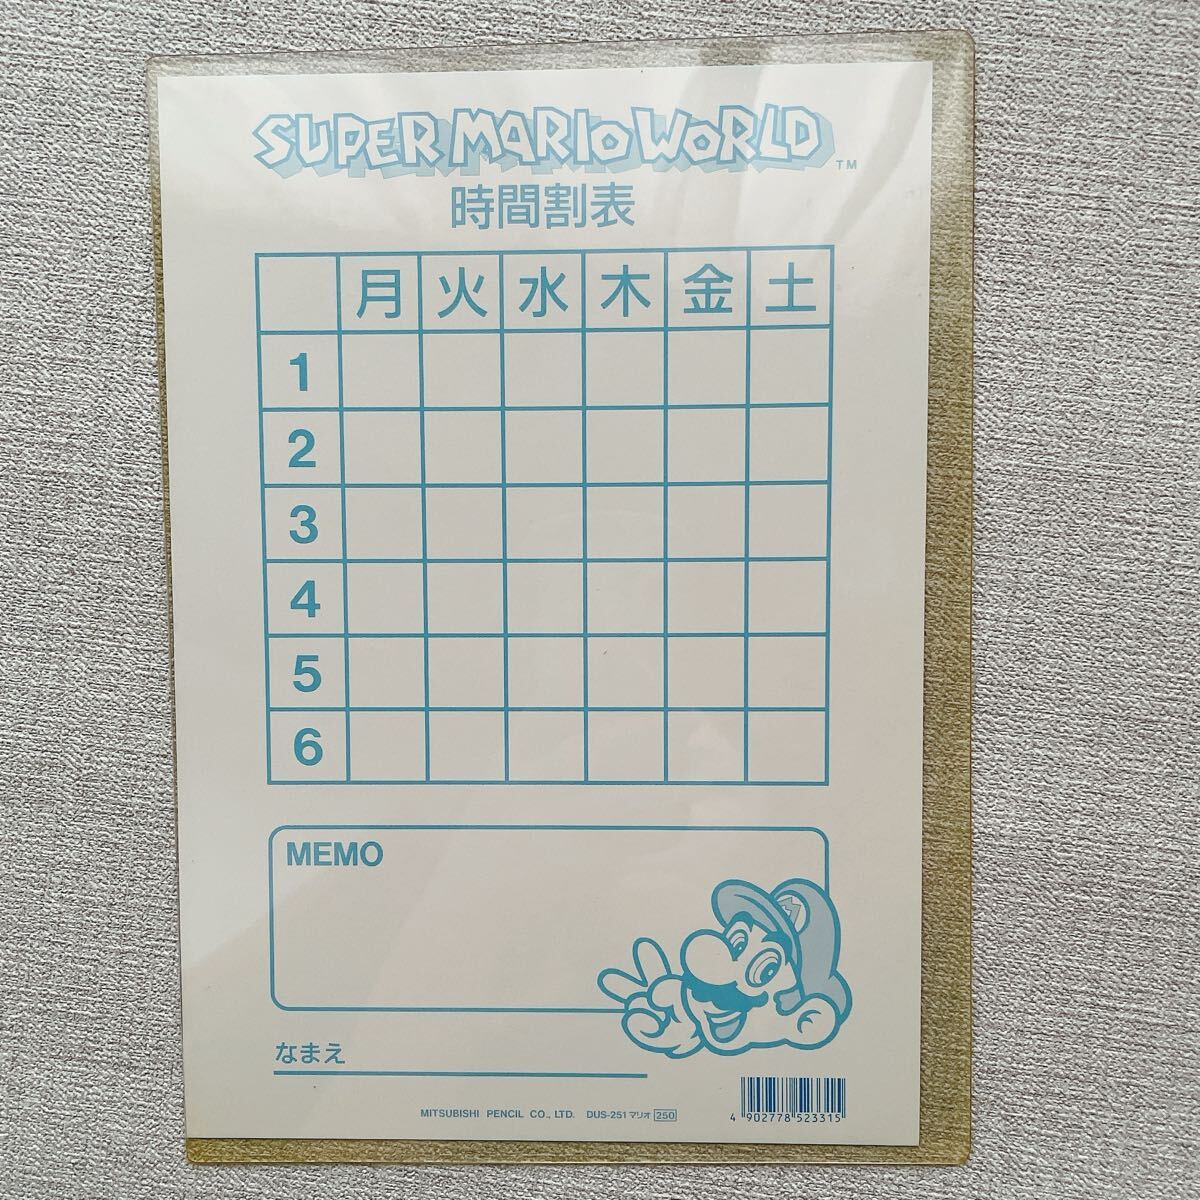 SUPER MARIO WORLD TM
時間割表
月 火 水 木 金 土
1
2
3
4
5
6
MEMO
なまえ
MITSUBISHI PENCIL CO., LTD. DUS-251 マリオ 250
4 902778 523315